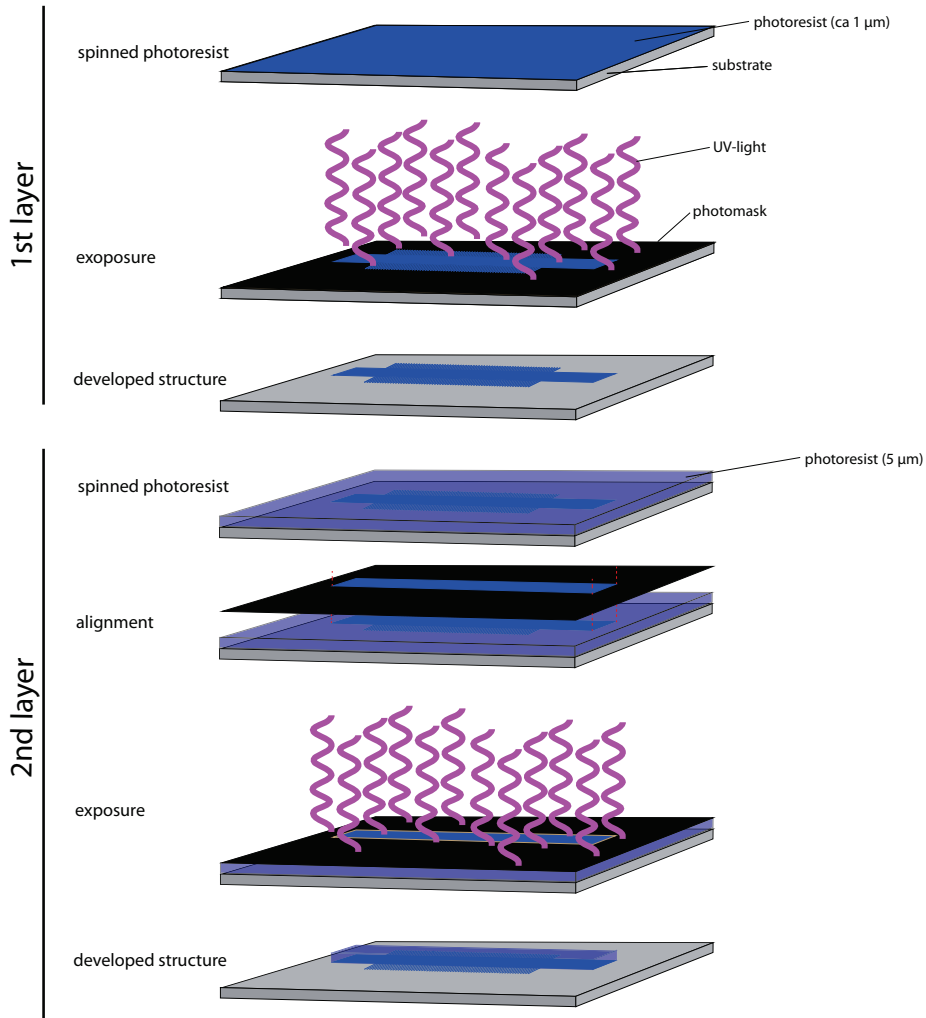 1st layer
spinned photoresist
photoresist (ca 1 µm)
substrate
UV-light
photomask
exoposure
developed structure
2nd layer
spinned photoresist
photoresist (5 µm)
alignment
exposure
developed structure